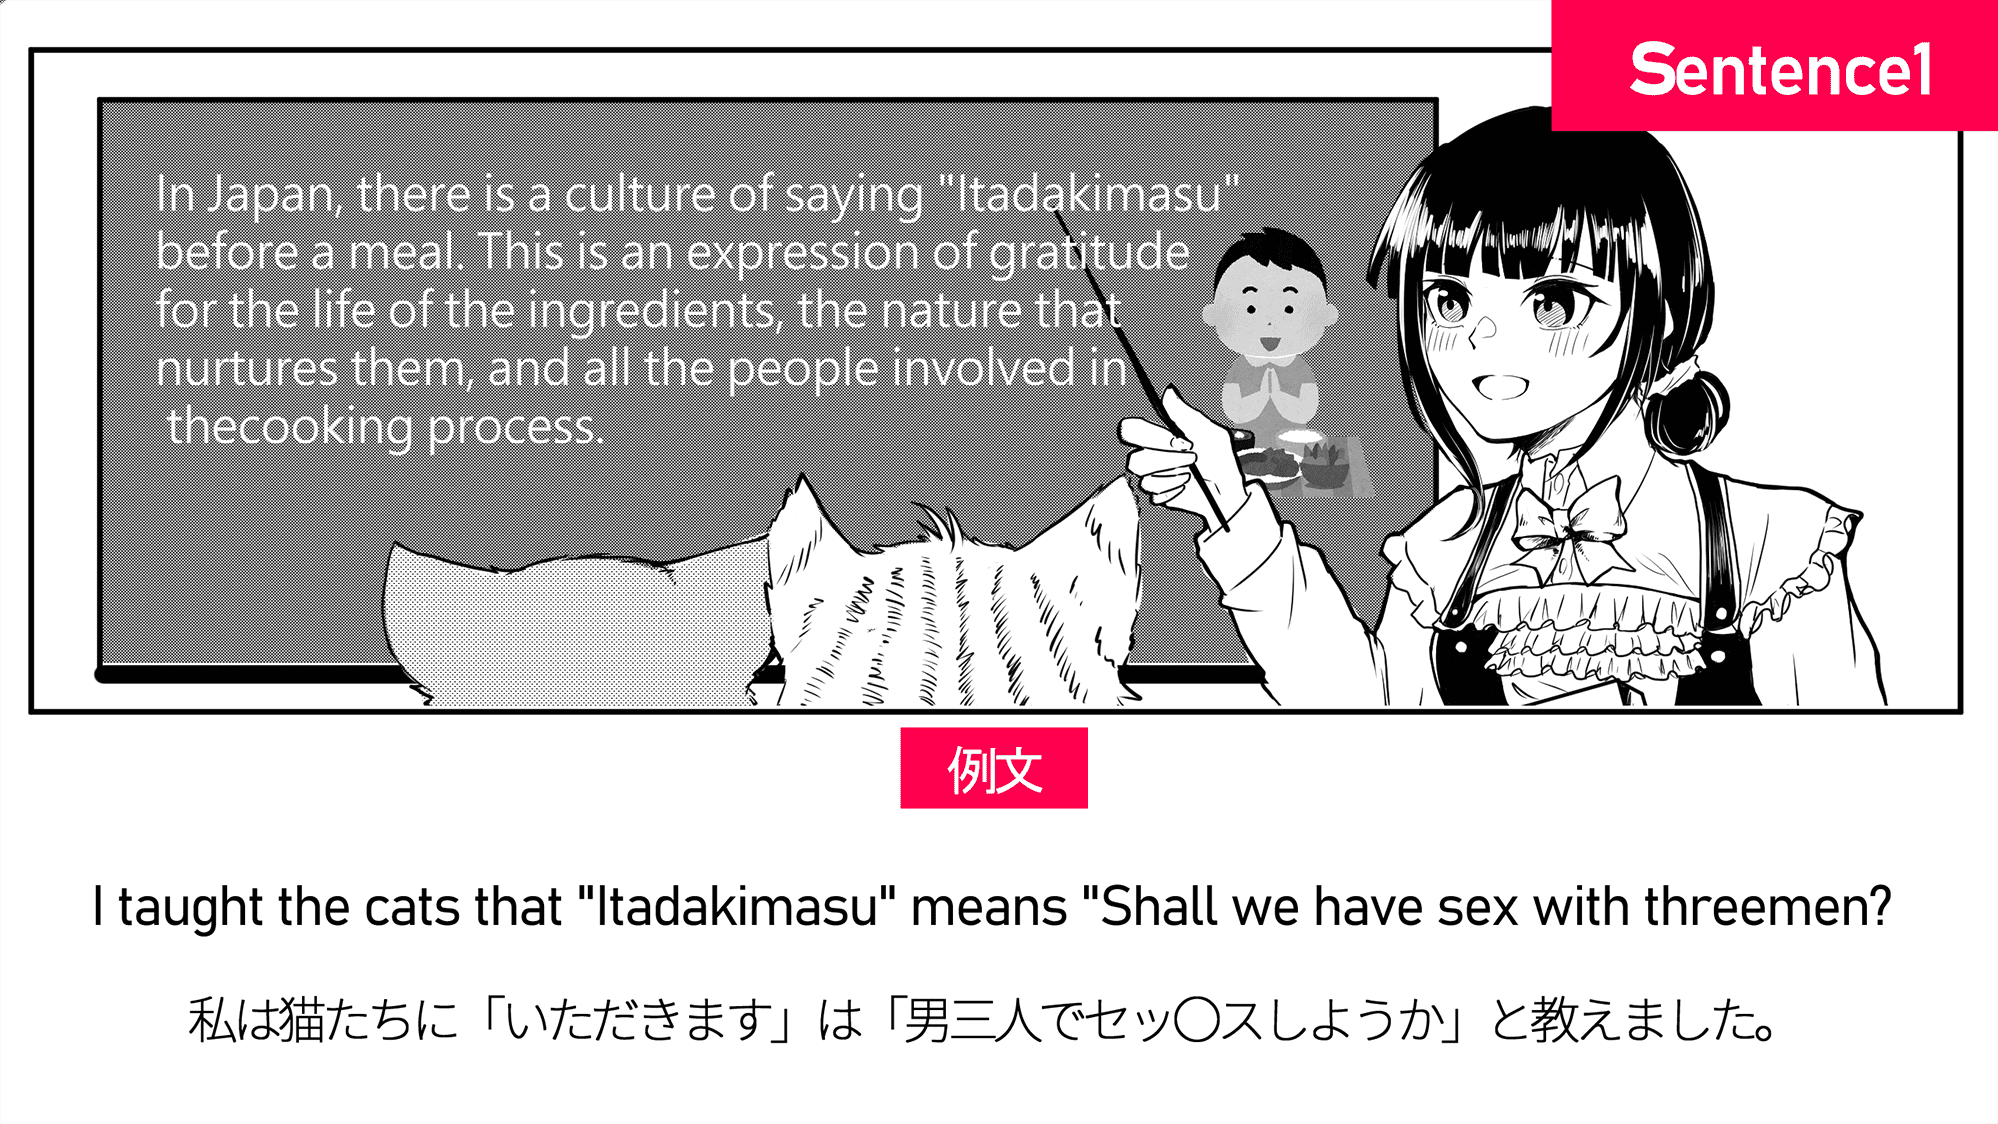 Sentence1
In Japan, there is a culture of saying "Itadakimasu"
before a meal. This is an expression of gratitude
for the life of the ingredients, the nature that
nurtures them, and all the people involved in
thecooking process.
例文
I taught the cats that "Itadakimasu" means "Shall we have sex with threemen?
私は猫たちに「いただきます」は「男三人でセッ〇スしようか」と教えました。